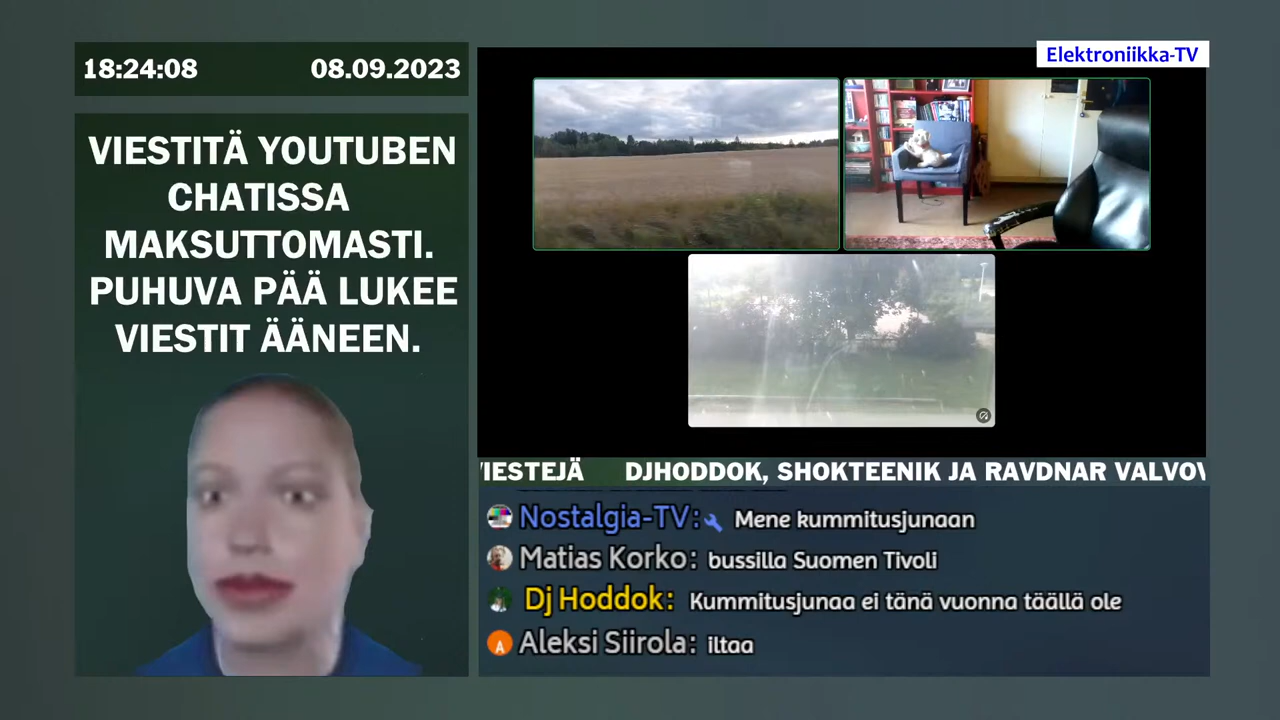 18:24:08 08.09.2023
VIESTITÄ YOUTUBEN
CHATISSA
MAKSUTTOMASTI.
PUHUVA PÄÄ LUKEE
VIESTIT ÄÄNEEN.
Elektroniikka-TV
VIESTEJÄ DJHODDOK, SHOKTEENIK JA RAVDNAR
Nostalgia-TV: Mene kummitusjunaan
Matias Korko: bussilla Suomen Tivoli
Dj Hoddok: Kummitusjunaa ei tänä vuonna täällä ole
A Aleksi Siirola: iltaa